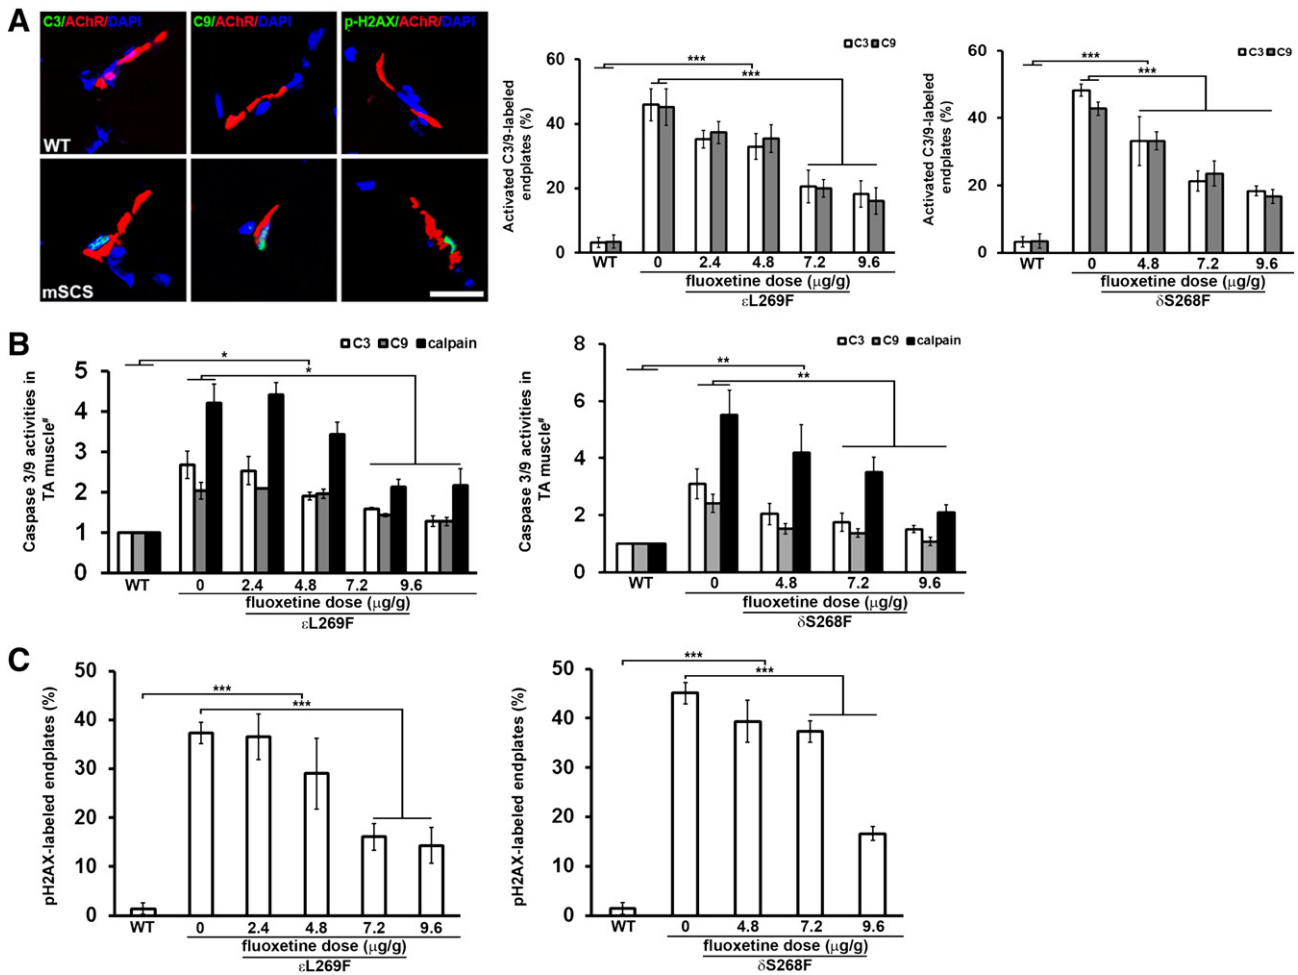 A
C3/AChR/DAPI
C9/AChR/DAPI
p-H2AX/AChR/DAPI
WT
mSCS
Activated C3/9-labeled
endplates (%)
60
40
20
0
C3 C9
***
***
WT 0 2.4 4.8 7.2 9.6
fluoxetine dose (μg/g)
εL269F
Activated C3/9-labeled
endplates (%)
60
40
20
0
C3 C9
***
***
WT 0 4.8 7.2 9.6
fluoxetine dose (μg/g)
δS268F
B
Caspase 3/9 activities in
TA muscle#
5
4
3
2
1
0
C3 C9 calpain
*
*
WT 0 2.4 4.8 7.2 9.6
fluoxetine dose (μg/g)
εL269F
Caspase 3/9 activities in
TA muscle#
8
6
4
2
0
C3 C9 calpain
**
**
WT 0 4.8 7.2 9.6
fluoxetine dose (μg/g)
δS268F
C
pH2AX-labeled endplates (%)
50
40
30
20
10
0
***
***
WT 0 2.4 4.8 7.2 9.6
fluoxetine dose (μg/g)
εL269F
pH2AX-labeled endplates (%)
50
40
30
20
10
0
***
***
WT 0 4.8 7.2 9.6
fluoxetine dose (μg/g)
δS268F